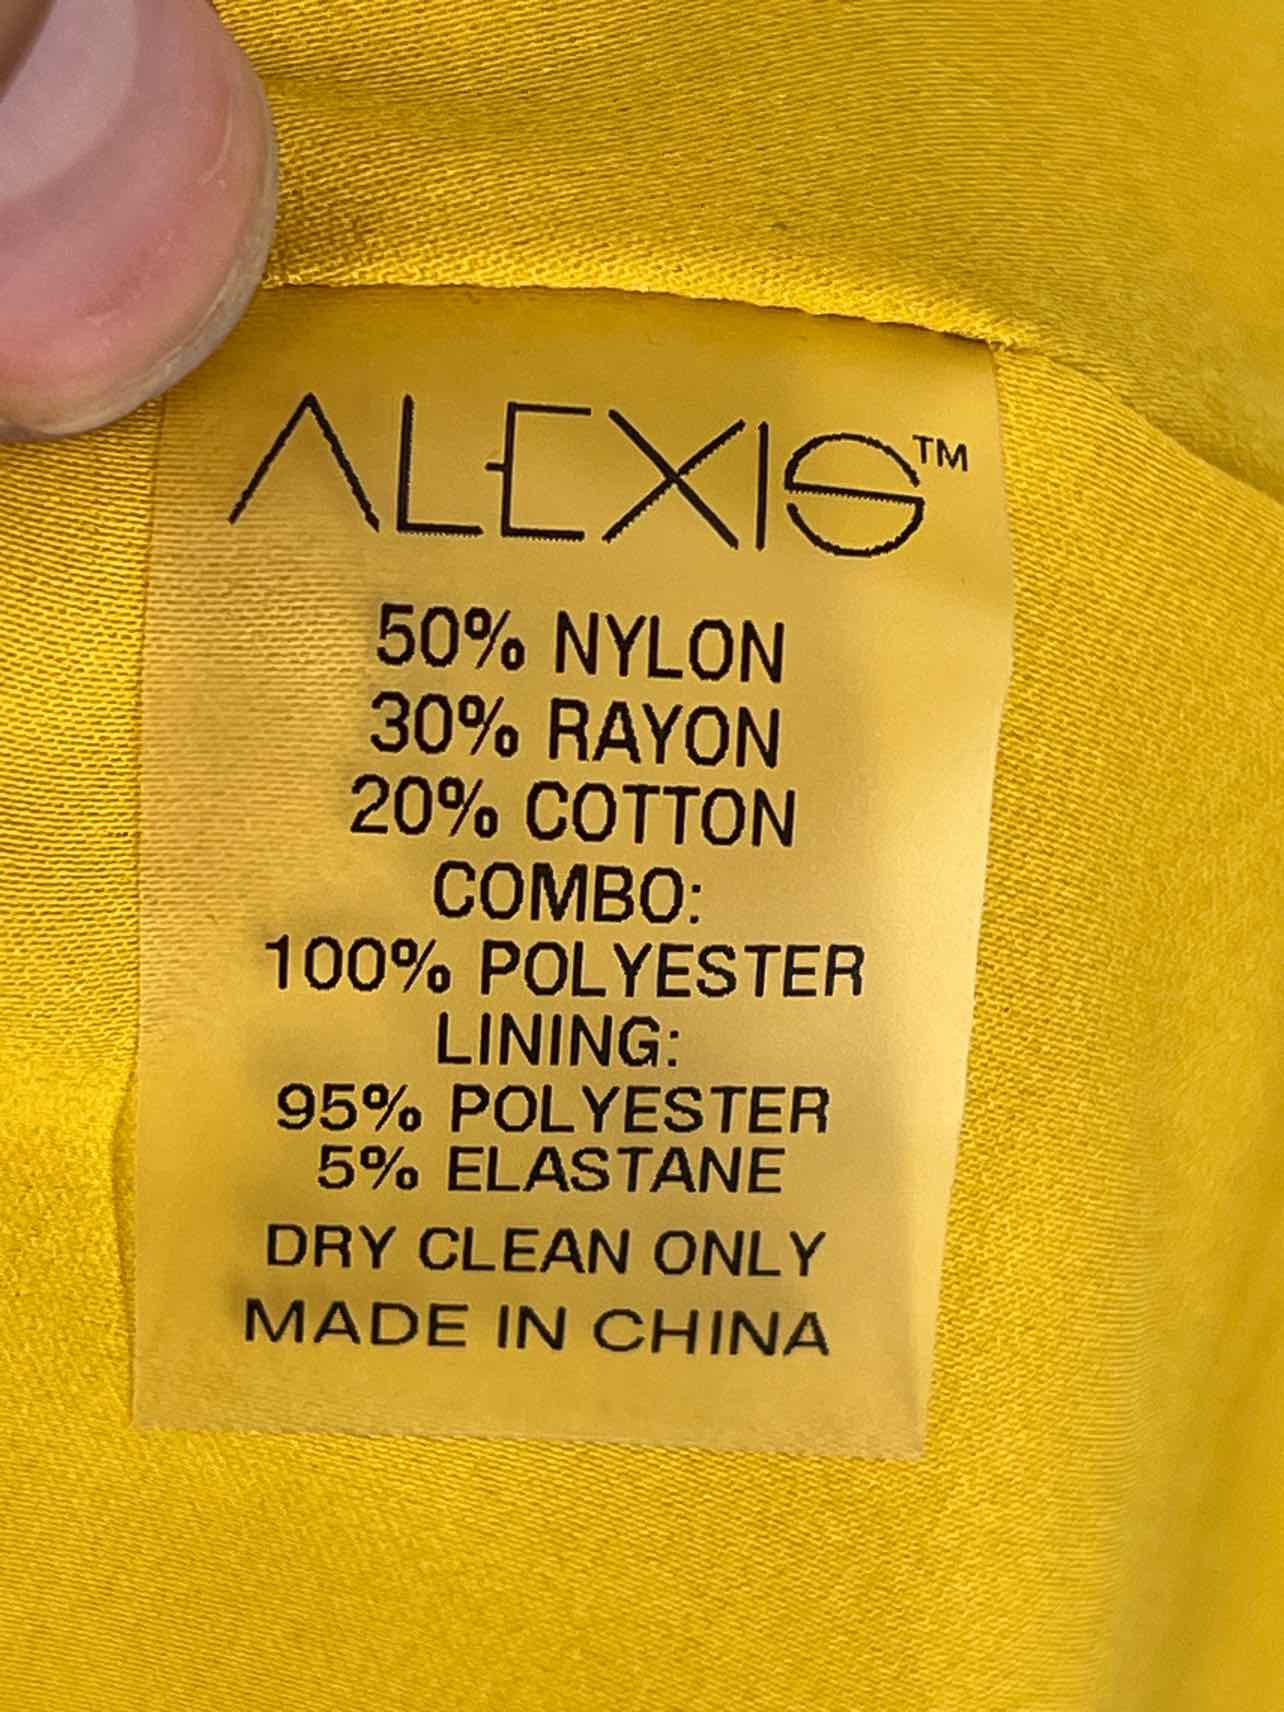 ALEXIS™
50% NYLON
30% RAYON
20% COTTON
COMBO:
100% POLYESTER
LINING:
95% POLYESTER
5% ELASTANE
DRY CLEAN ONLY
MADE IN CHINA